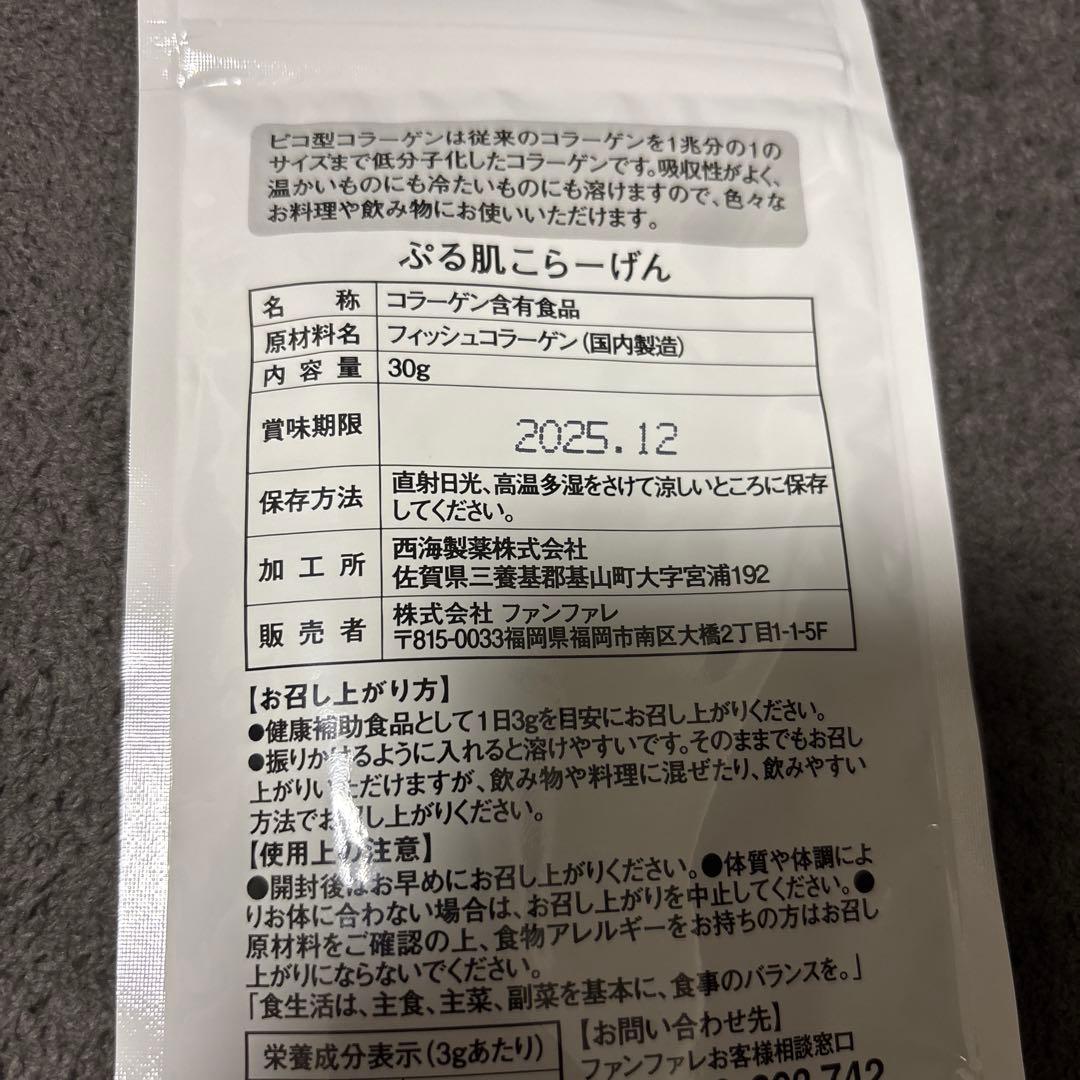 ピコ型コラーゲンは従来のコラーゲンを1兆分の1の
サイズまで低分子化したコラーゲンです。吸収性がよく、
温かいものにも冷たいものにも溶けますので、色々な
お料理や飲み物にお使いいただけます。
ぷる肌こらーげん
名称 コラーゲン含有食品
原材料名 フィッシュコラーゲン(国内製造)
内容量 30g
賞味期限 2025.12
保存方法 直射日光、高温多湿をさけて涼しいところに保存
してください。
加工所 西海製薬株式会社
佐賀県三養基郡基山町大字宮浦192
販売者 株式会社 ファンファレ
〒815-0033福岡県福岡市南区大橋2丁目1-1-5F
【お召し上がり方】
●健康補助食品として1日3gを目安にお召し上がりください。
●振りかけるように入れると溶けやすいです。そのままでもお召し
上がりいただけますが、飲み物や料理に混ぜたり、飲みやすい
方法でお召し上がりください。
【使用上の注意】
●開封後はお早めにお召し上がりください。●体質や体調によ
りお体に合わない場合は、お召し上がりを中止してください。●
原材料をご確認の上、食物アレルギーをお持ちの方はお召し
上がりにならないでください。
「食生活は、主食、主菜、副菜を基本に、食事のバランスを。」
栄養成分表示(3gあたり)
【お問い合わせ先】
ファンファレお客様相談窓口